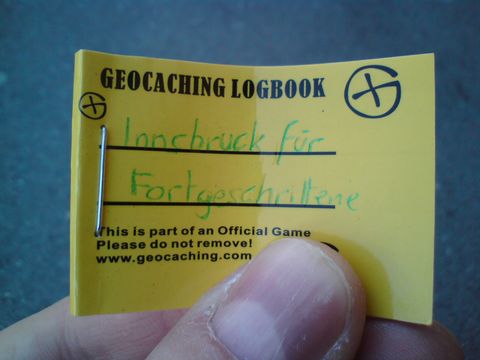 GEOCACHING LOGBOOK
Innsbruck für
Fortgeschrittene
This is part of an Official Game
Please do not remove!
www.geocaching.com